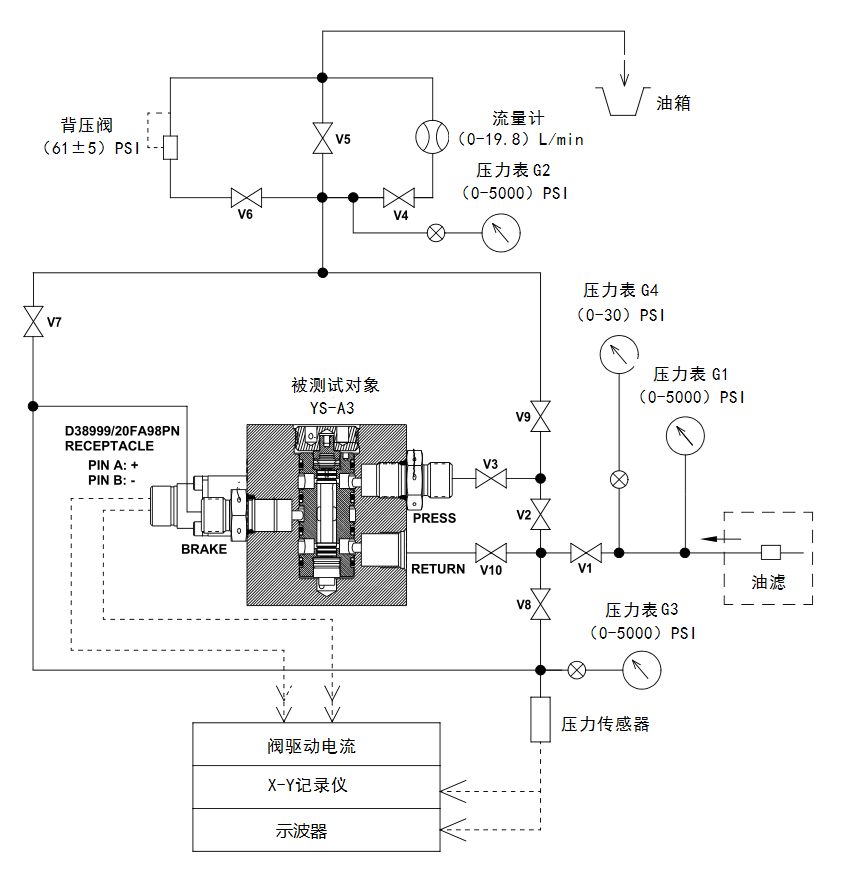 油箱
背压阀
（61±5）PSI
V5
流量计
（0-19.8）L/min
压力表 G2
（0-5000）PSI
V6
V4
V7
压力表 G4
（0-30）PSI
压力表 G1
（0-5000）PSI
被测试对象
YS-A3
V9
D38999/20FA98PN
RECEPTACLE
PIN A: +
PIN B: -
V3
PRESS
V2
BRAKE
RETURN
V10
V1
油滤
V8
压力表 G3
（0-5000）PSI
压力传感器
阀驱动电流
X-Y记录仪
示波器